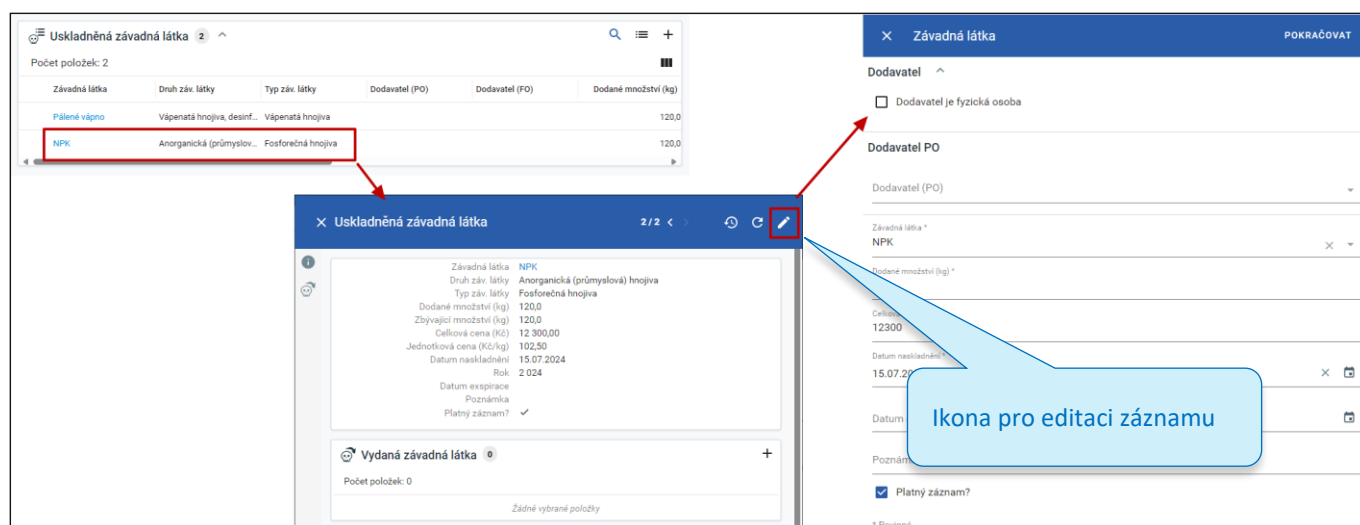 Uskladněná závadná látka 2
Počet položek: 2
Závadná látka Druh záv. látky Typ záv. látky Dodavatel (PO) Dodavatel (FO) Dodané množství (kg)
Pálené vápno Vápenatá hnojiva, desinf... Vápenatá hnojiva 120,0
NPK Anorganická (průmyslov... Fosforečná hnojiva 120,0
Uskladněná závadná látka 2/2
Závadná látka NPK
Druh záv. látky Anorganická (průmyslová) hnojiva
Typ záv. látky Fosforečná hnojiva
Dodané množství (kg) 120,0
Zbývající množství (kg) 120,0
Celková cena (Kč) 12 300,00
Jednotková cena (Kč/kg) 102,50
Datum naskladnění 15.07.2024
Rok 2 024
Datum exspirace
Poznámka
Platný záznam?
Vydaná závadná látka 0
Počet položek: 0
Žádné vybrané položky
Závadná látka POKRAČOVAT
Dodavatel
Dodavatel je fyzická osoba
Dodavatel PO
Dodavatel (PO)
Závadná látka *
NPK
Dodané množství (kg) *
12300
Datum naskladnění *
15.07.20
Datum
Poznám
Platný záznam?
* Povinné
Ikona pro editaci záznamu